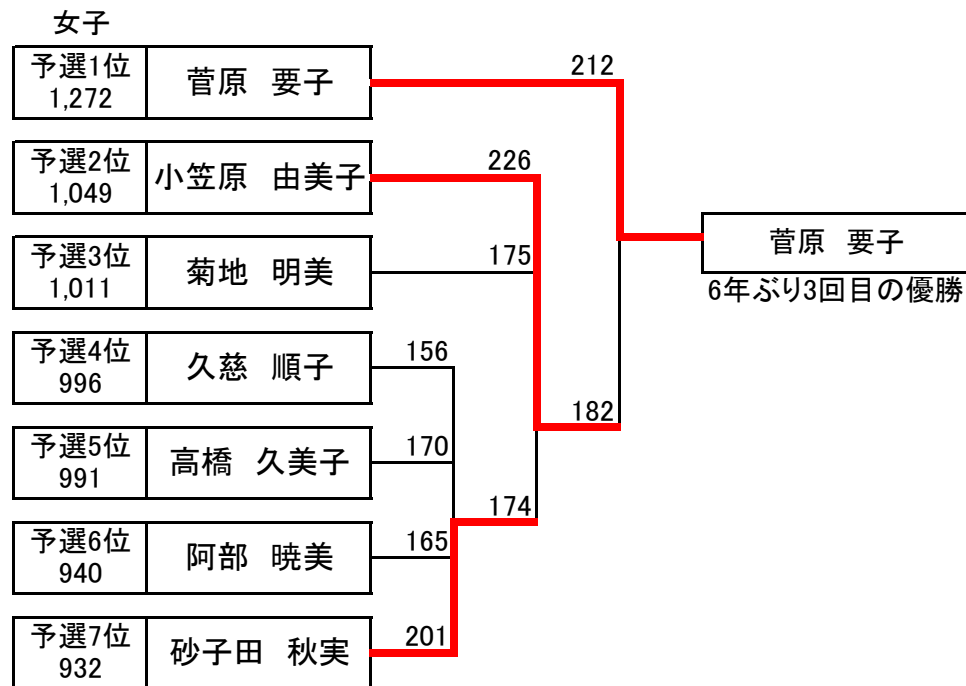 女子
予選1位
1,272
菅原 要子
212
予選2位
1,049
小笠原 由美子
226
予選3位
1,011
菊地 明美
175
菅原 要子
6年ぶり3回目の優勝
予選4位
996
久慈 順子
156
182
予選5位
991
高橋 久美子
170
174
予選6位
940
阿部 暁美
165
予選7位
932
砂子田 秋実
201